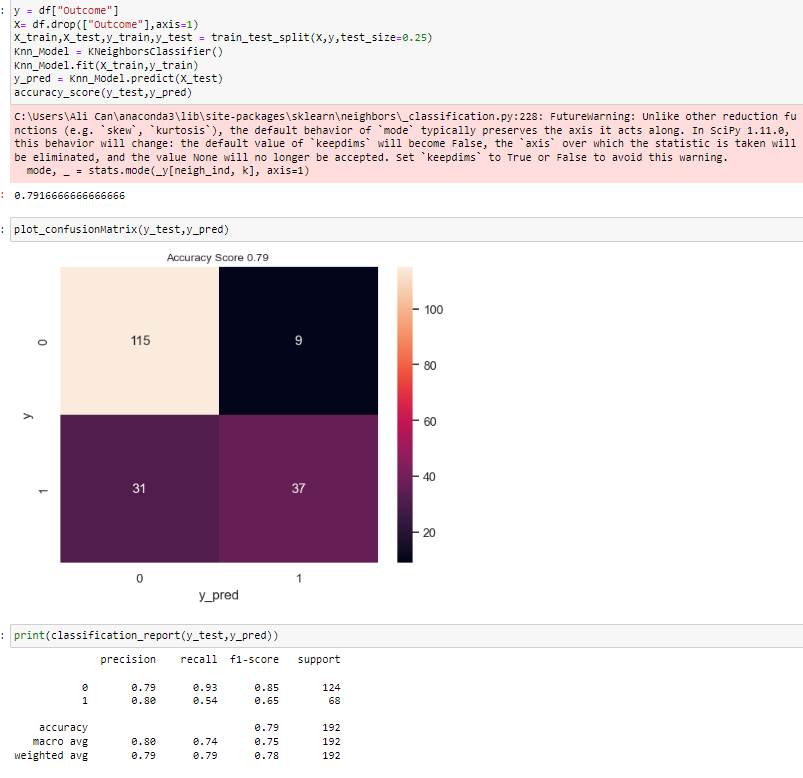 : y = df["Outcome"]
X= df.drop(["Outcome"],axis=1)
X_train,X_test,y_train,y_test = train_test_split(X,y,test_size=0.25)
Knn_Model = KNeighborsClassifier()
Knn_Model.fit(X_train,y_train)
y_pred = Knn_Model.predict(X_test)
accuracy_score(y_test,y_pred)
C:\Users\Ali Can\anaconda3\lib\site-packages\sklearn\neighbors\_classification.py:228: FutureWarning: Unlike other reduction fu
nctions (e.g. `skew`, `kurtosis`), the default behavior of `mode` typically preserves the axis it acts along. In SciPy 1.11.0,
this behavior will change: the default value of `keepdims` will become False, the `axis` over which the statistic is taken will
be eliminated, and the value None will no longer be accepted. Set `keepdims` to True or False to avoid this warning.
mode, _ = stats.mode(_y[neigh_ind, k], axis=1)
: 0.7916666666666666
: plot_confusionMatrix(y_test,y_pred)
Accuracy Score 0.79
0
115
9
y
1
31
37
0
1
y_pred
100
80
60
40
20
: print(classification_report(y_test,y_pred))
precision recall f1-score support
0 0.79 0.93 0.85 124
1 0.80 0.54 0.65 68
accuracy 0.79 192
macro avg 0.80 0.74 0.75 192
weighted avg 0.79 0.79 0.78 192